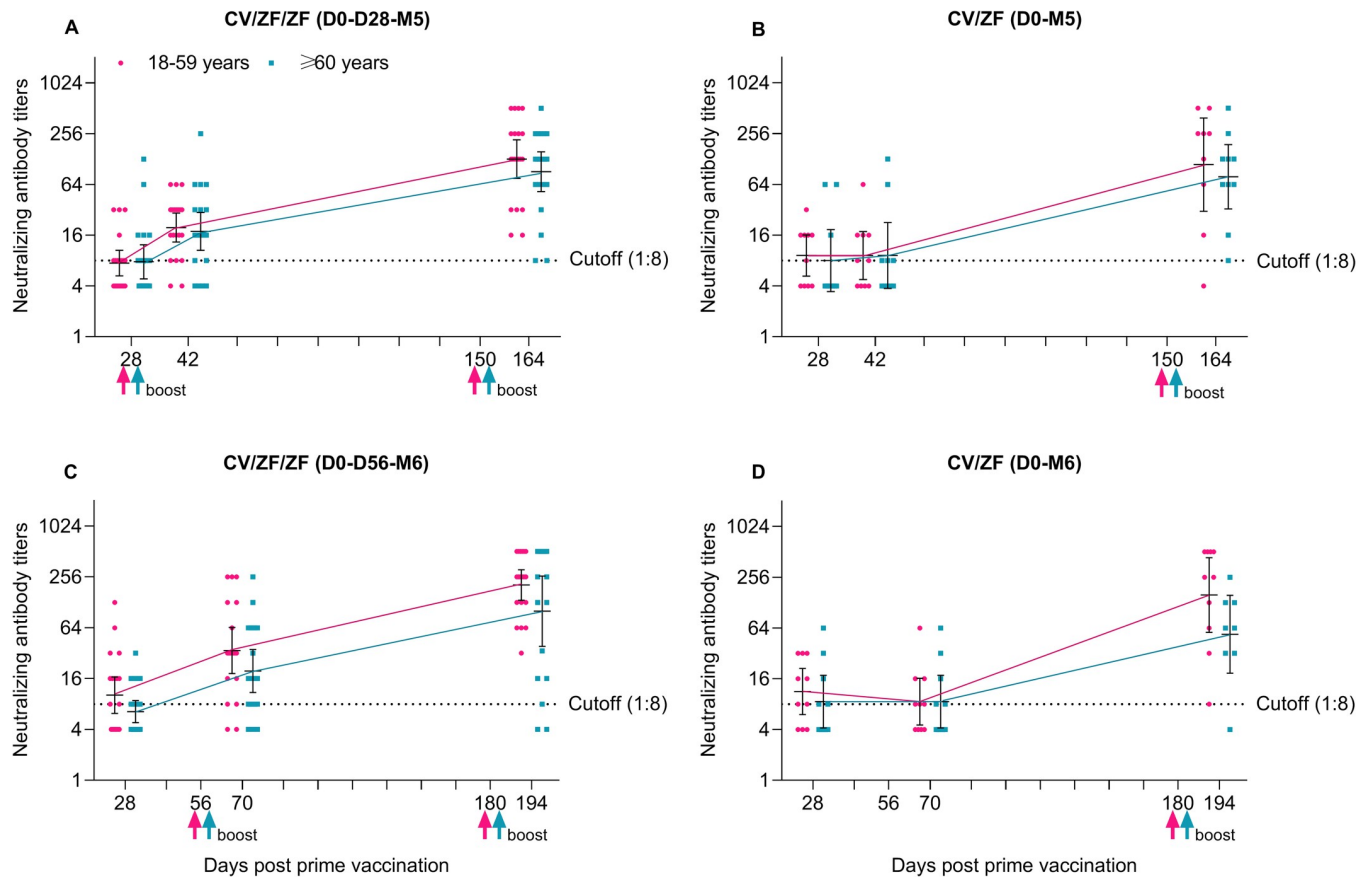 A
CV/ZF/ZF (D0-D28-M5)
18-59 years
≥60 years
Neutralizing antibody titers
1024
256
64
16
4
1
Cutoff (1:8)
28
42
150
164
boost
boost
B
CV/ZF (D0-M5)
Neutralizing antibody titers
1024
256
64
16
4
1
Cutoff (1:8)
28
42
150
164
boost
C
CV/ZF/ZF (D0-D56-M6)
Neutralizing antibody titers
1024
256
64
16
4
1
Cutoff (1:8)
28
56
70
180
194
boost
boost
Days post prime vaccination
D
CV/ZF (D0-M6)
Neutralizing antibody titers
1024
256
64
16
4
1
Cutoff (1:8)
28
56
70
180
194
boost
Days post prime vaccination